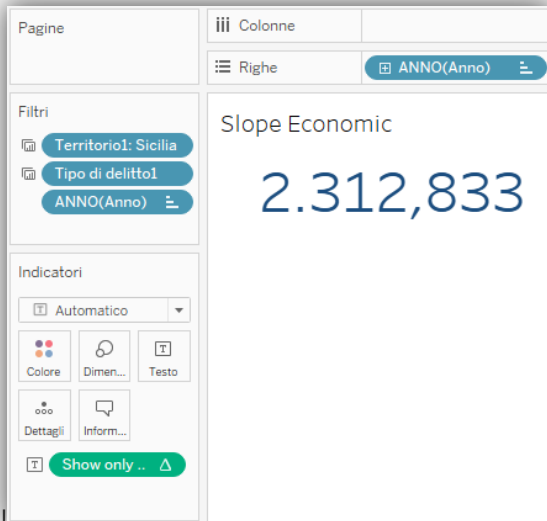 Pagine
Colonne
Righe
ANNO(Anno)
Filtri
Territorio1: Sicilia
Tipo di delitto1
ANNO(Anno)
Slope Economic
2.312,833
Indicatori
T Automatico
Colore
Dimen...
T
Testo
Dettagli
Inform...
T Show only .. Δ